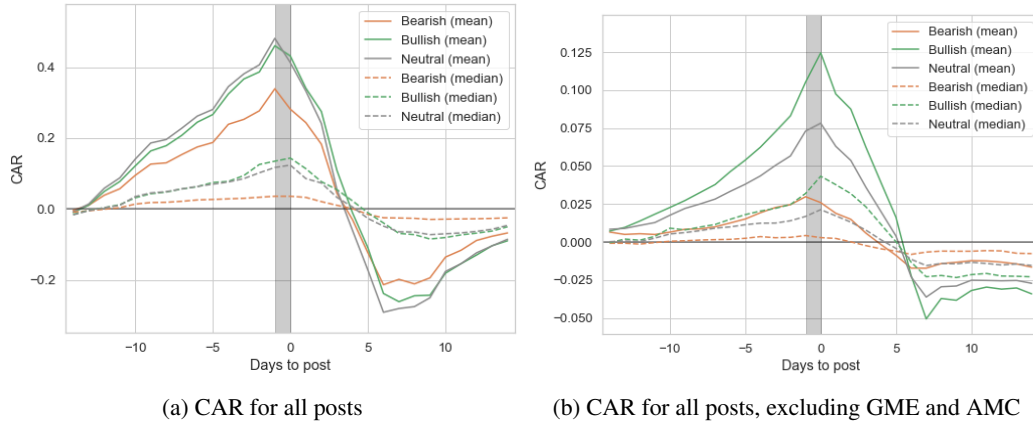 Bearish (mean)
Bullish (mean)
Neutral (mean)
Bearish (median)
Bullish (median)
Neutral (median)
0.4
0.2
0.0
−0.2
CAR
−10
−5
0
5
10
Days to post
(a) CAR for all posts
Bearish (mean)
Bullish (mean)
Neutral (mean)
Bearish (median)
Bullish (median)
Neutral (median)
0.125
0.100
0.075
0.050
0.025
0.000
−0.025
−0.050
CAR
−10
−5
0
5
10
Days to post
(b) CAR for all posts, excluding GME and AMC